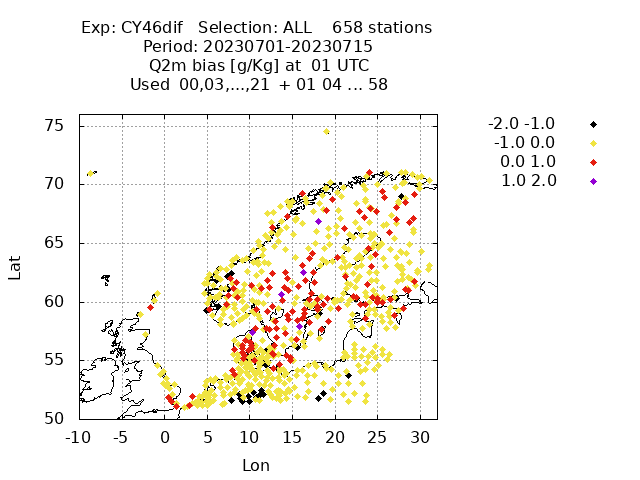 Exp: CY46dif   Selection: ALL    658 stations
Period: 20230701-20230715
Q2m bias [g/Kg] at  01 UTC
Used  00,03,...,21  + 01 04 ... 58
-2.0 -1.0
-1.0 0.0
0.0 1.0
1.0 2.0
75
70
65
60
55
50
Lat
-10 -5 0 5 10 15 20 25 30
Lon